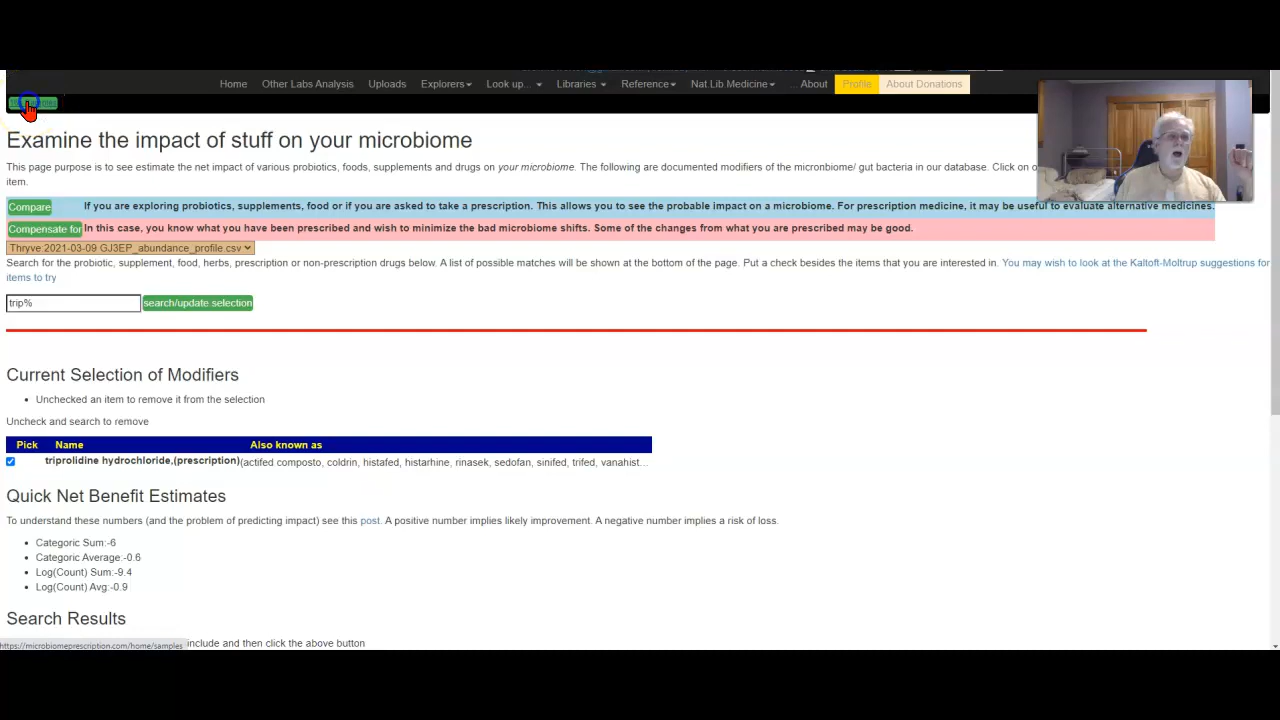 Home Other Labs Analysis Uploads Explorers Look up... Libraries Reference Nat.Lib.Medicine ... About Profile About Donations
Examine the impact of stuff on your microbiome
This page purpose is to see estimate the net impact of various probiotics, foods, supplements and drugs on your microbiome. The following are documented modifiers of the micronbiome/ gut bacteria in our database. Click on
item.
Compare If you are exploring probiotics, supplements, food or if you are asked to take a prescription. This allows you to see the probable impact on a microbiome. For prescription medicine, it may be useful to evaluate alternative medicines.
Compensate for In this case, you know what you have been prescribed and wish to minimize the bad microbiome shifts. Some of the changes from what you are prescribed may be good.
Thryve:2021-03-09 GJ3EP_abundance_profile.csv
Search for the probiotic, supplement, food, herbs, prescription or non-prescription drugs below. A list of possible matches will be shown at the bottom of the page. Put a check besides the items that you are interested in. You may wish to look at the Kaltoft-Moltrup suggestions for
items to try
trip% search/update selection
Current Selection of Modifiers
Unchecked an item to remove it from the selection
Uncheck and search to remove
Pick Name Also known as
triprolidine hydrochloride,(prescription)(actifed composto, coldrin, histafed, histarhine, rinasek, sedofan, sinifed, trifed, vanahist...
Quick Net Benefit Estimates
To understand these numbers (and the problem of predicting impact) see this post. A positive number implies likely improvement. A negative number implies a risk of loss.
Categoric Sum:-6
Categoric Average:-0.6
Log(Count) Sum:-9.4
Log(Count) Avg:-0.9
Search Results
https://microbiomeprescription.com/home/samples include and then click the above button